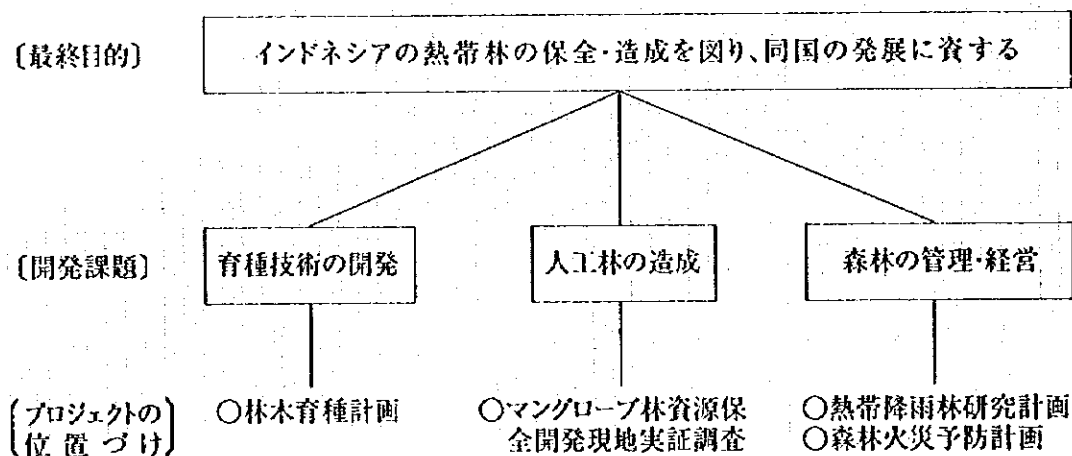 〔最終目的〕
インドネシアの熱帯林の保全・造成を図り、同国の発展に資する
〔開発課題〕
育種技術の開発
人工林の造成
森林の管理・経営
プロジェクトの
位置づけ
○林木育種計画
○マングローブ林資源保
全開発現地実証調査
○熱帯降雨林研究計画
○森林火災予防計画